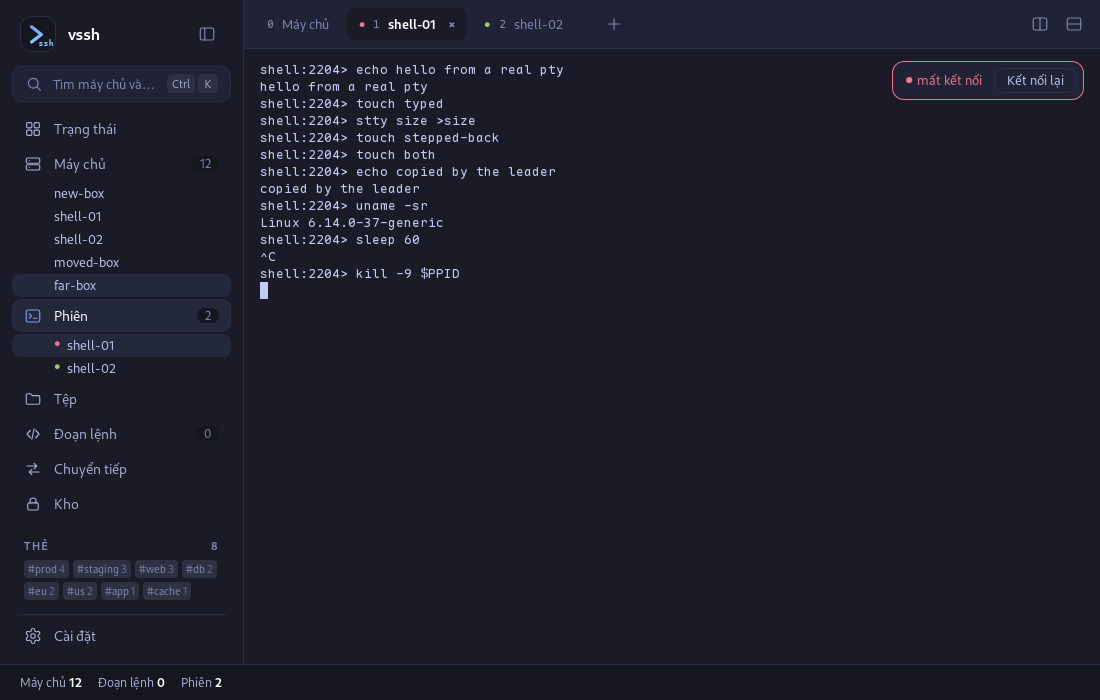 ssh
vssh
Tìm máy chủ và... Ctrl K
Trạng thái
Máy chủ 12
new-box
shell-01
shell-02
moved-box
far-box
Phiên 2
shell-01
shell-02
Tệp
Đoạn lệnh 0
Chuyển tiếp
Kho
THẺ 8
#prod 4 #staging 3 #web 3 #db 2
#eu 2 #us 2 #app 1 #cache 1
Cài đặt
0 Máy chủ 1 shell-01 × 2 shell-02 +
shell:2204> echo hello from a real pty
hello from a real pty
shell:2204> touch typed
shell:2204> stty size >size
shell:2204> touch stepped-back
shell:2204> touch both
shell:2204> echo copied by the leader
copied by the leader
shell:2204> uname -sr
Linux 6.14.0-37-generic
shell:2204> sleep 60
^C
shell:2204> kill -9 $PPID
mất kết nối Kết nối lại
Máy chủ 12 Đoạn lệnh 0 Phiên 2